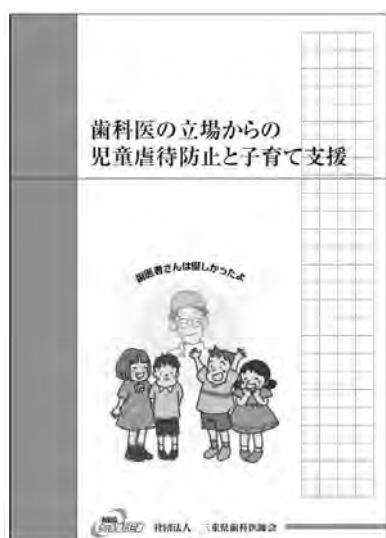 歯科医の立場からの
児童虐待防止と子育て支援
歯医者さんは優しかったよ
社団法人 三重県歯科医師会